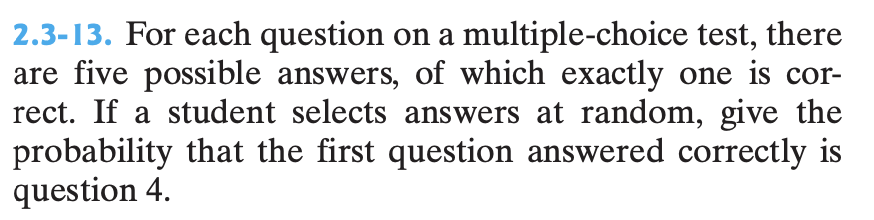 2.3-13. For each question on a multiple-choice test, there
are five possible answers, of which exactly one is cor-
rect. If a student selects answers at random, give the
probability that the first question answered correctly is
question 4.